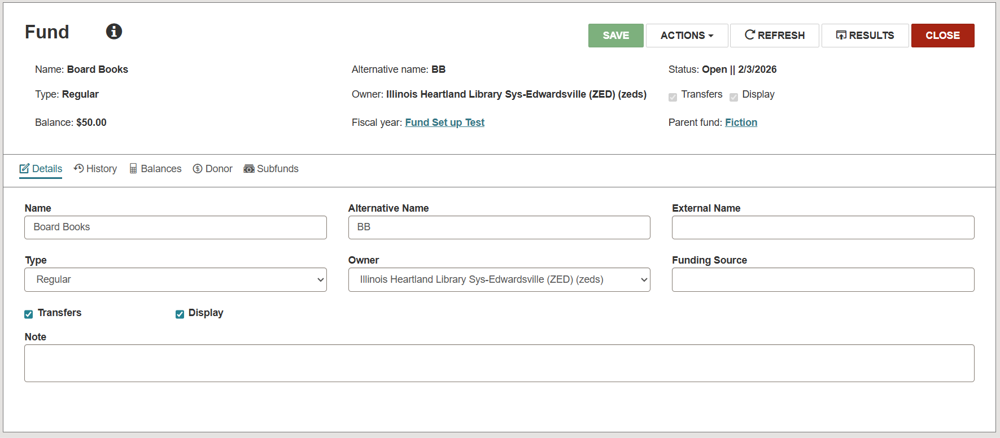 Fund
SAVE ACTIONS REFRESH RESULTS CLOSE
Name: Board Books Alternative name: BB Status: Open || 2/3/2026
Type: Regular Owner: Illinois Heartland Library Sys-Edwardsville (ZED) (zeds) Transfers Display
Balance: $50.00 Fiscal year: Fund Set up Test Parent fund: Fiction
Details History Balances Donor Subfunds
Name Alternative Name External Name
Board Books BB
Type Owner Funding Source
Regular Illinois Heartland Library Sys-Edwardsville (ZED) (zeds)
Transfers Display
Note